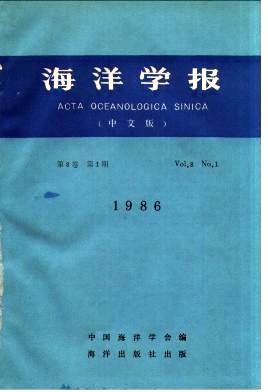 海洋学报
ACTA OCEANOLOGICA SINICA
（中文版）
第8卷 第1期 Vol,8 No,1
1986
中国海洋学会编
海洋出版社出版